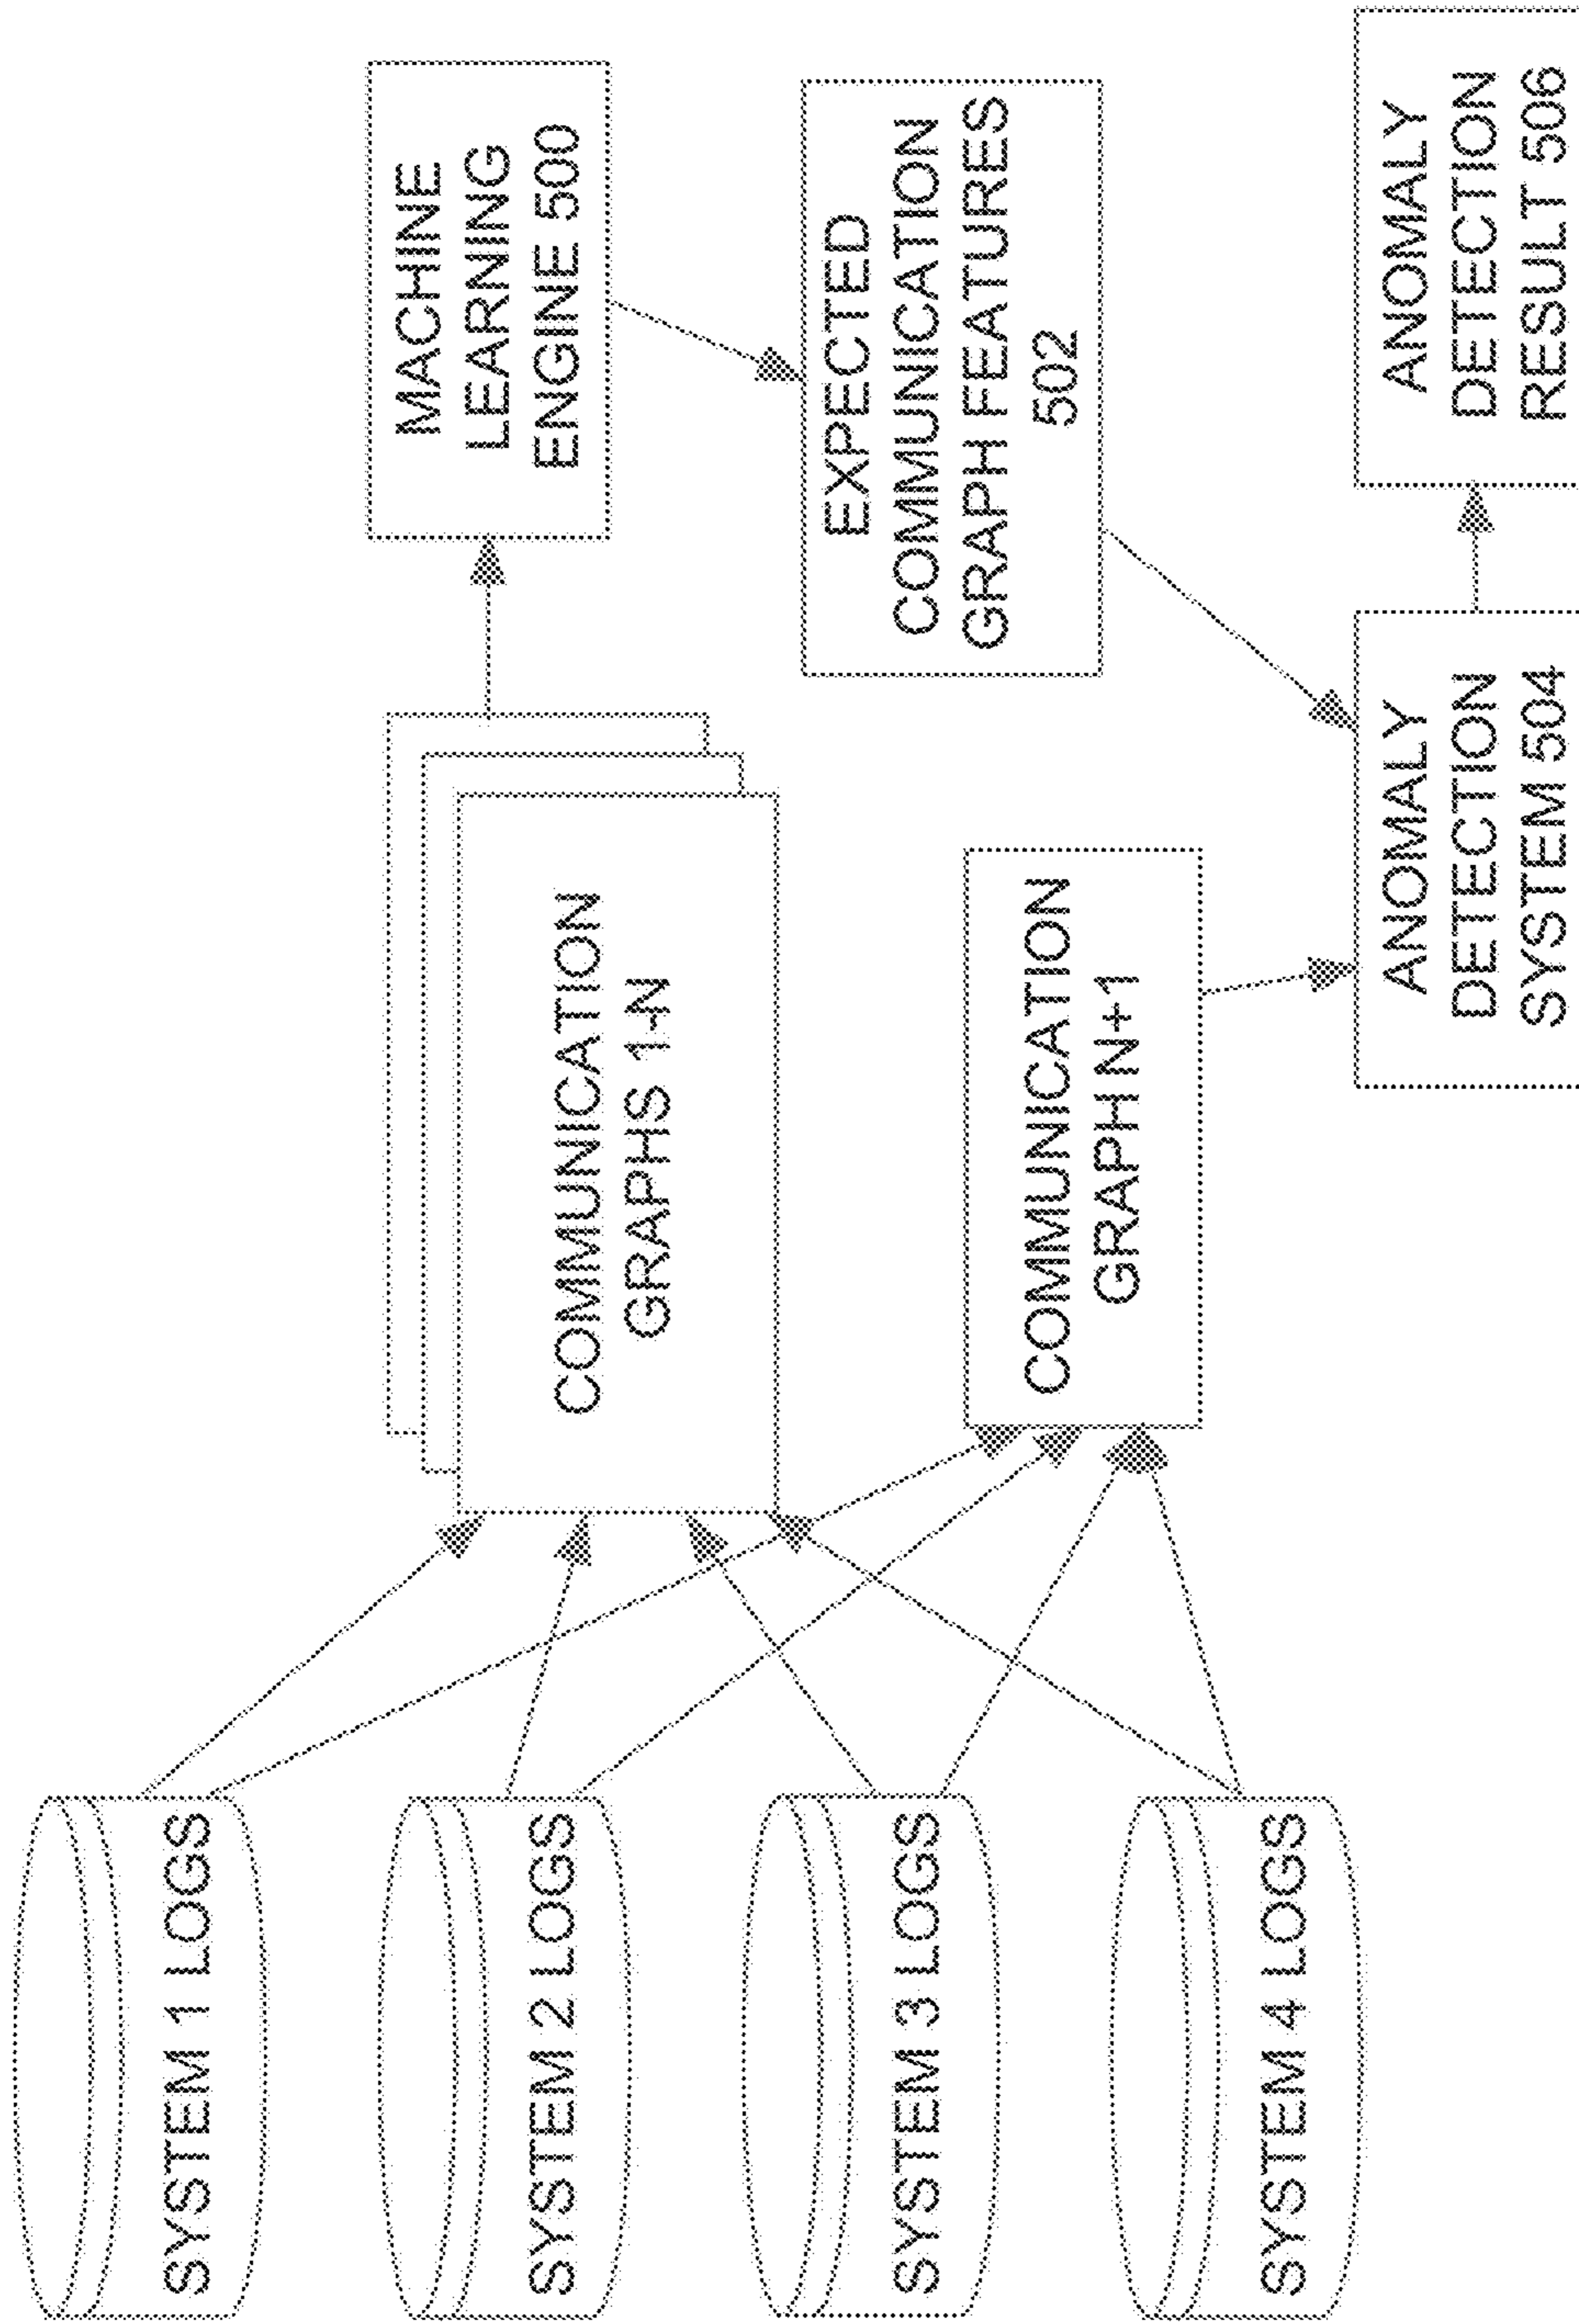 SYSTEM 1 LOGS
SYSTEM 2 LOGS
SYSTEM 3 LOGS
SYSTEM 4 LOGS
COMMUNICATION
GRAPHS 1-N
COMMUNICATION
GRAPH N+1
MACHINE
LEARNING
ENGINE 500
EXPECTED
COMMUNICATION
GRAPH FEATURES
502
ANOMALY
DETECTION
SYSTEM 504
ANOMALY
DETECTION
RESULT 506